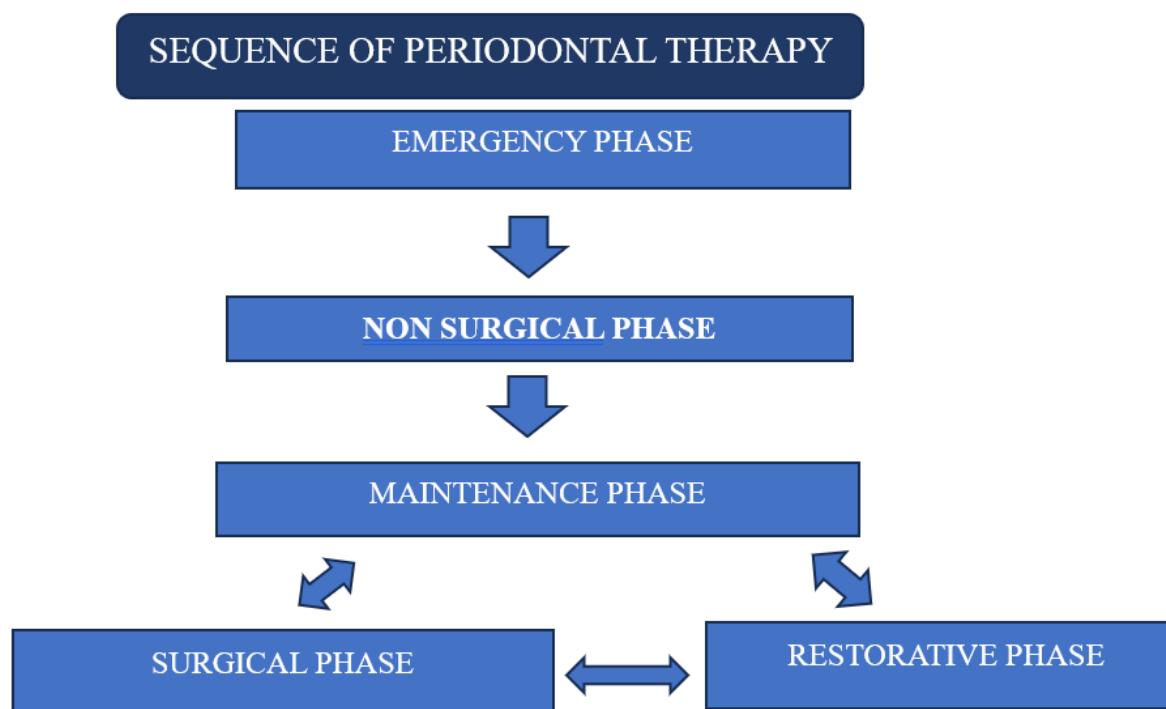 SEQUENCE OF PERIODONTAL THERAPY
EMERGENCY PHASE
NON SURGICAL PHASE
MAINTENANCE PHASE
SURGICAL PHASE
RESTORATIVE PHASE